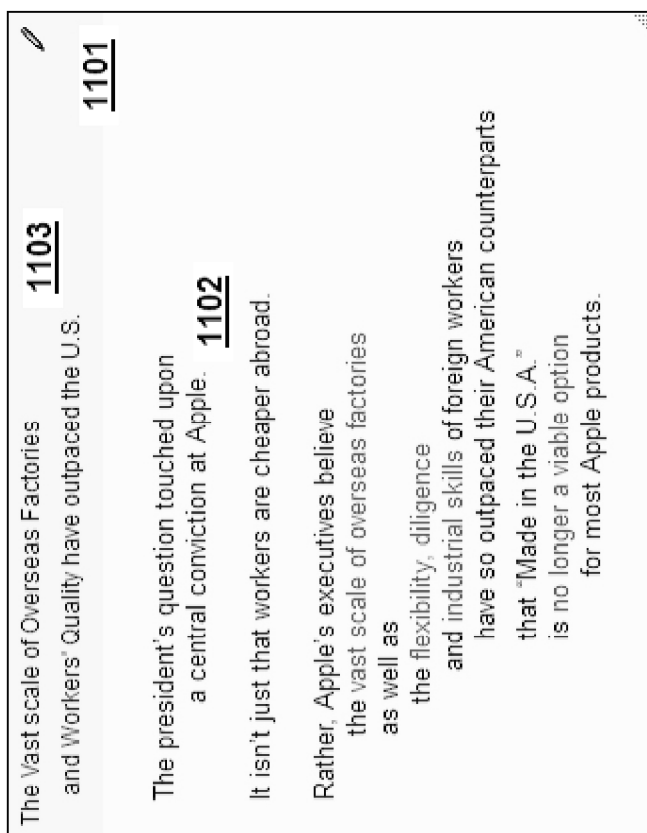 The Vast scale of Overseas Factories
1103
and Workers' Quality have outpaced the U.S.
1101
The president's question touched upon
a central conviction at Apple.
1102
It isn't just that workers are cheaper abroad.
Rather, Apple's executives believe
the vast scale of overseas factories
as well as
the flexibility, diligence
and industrial skills of foreign workers
have so outpaced their American counterparts
that “Made in the U.S.A.”
is no longer a viable option
for most Apple products.